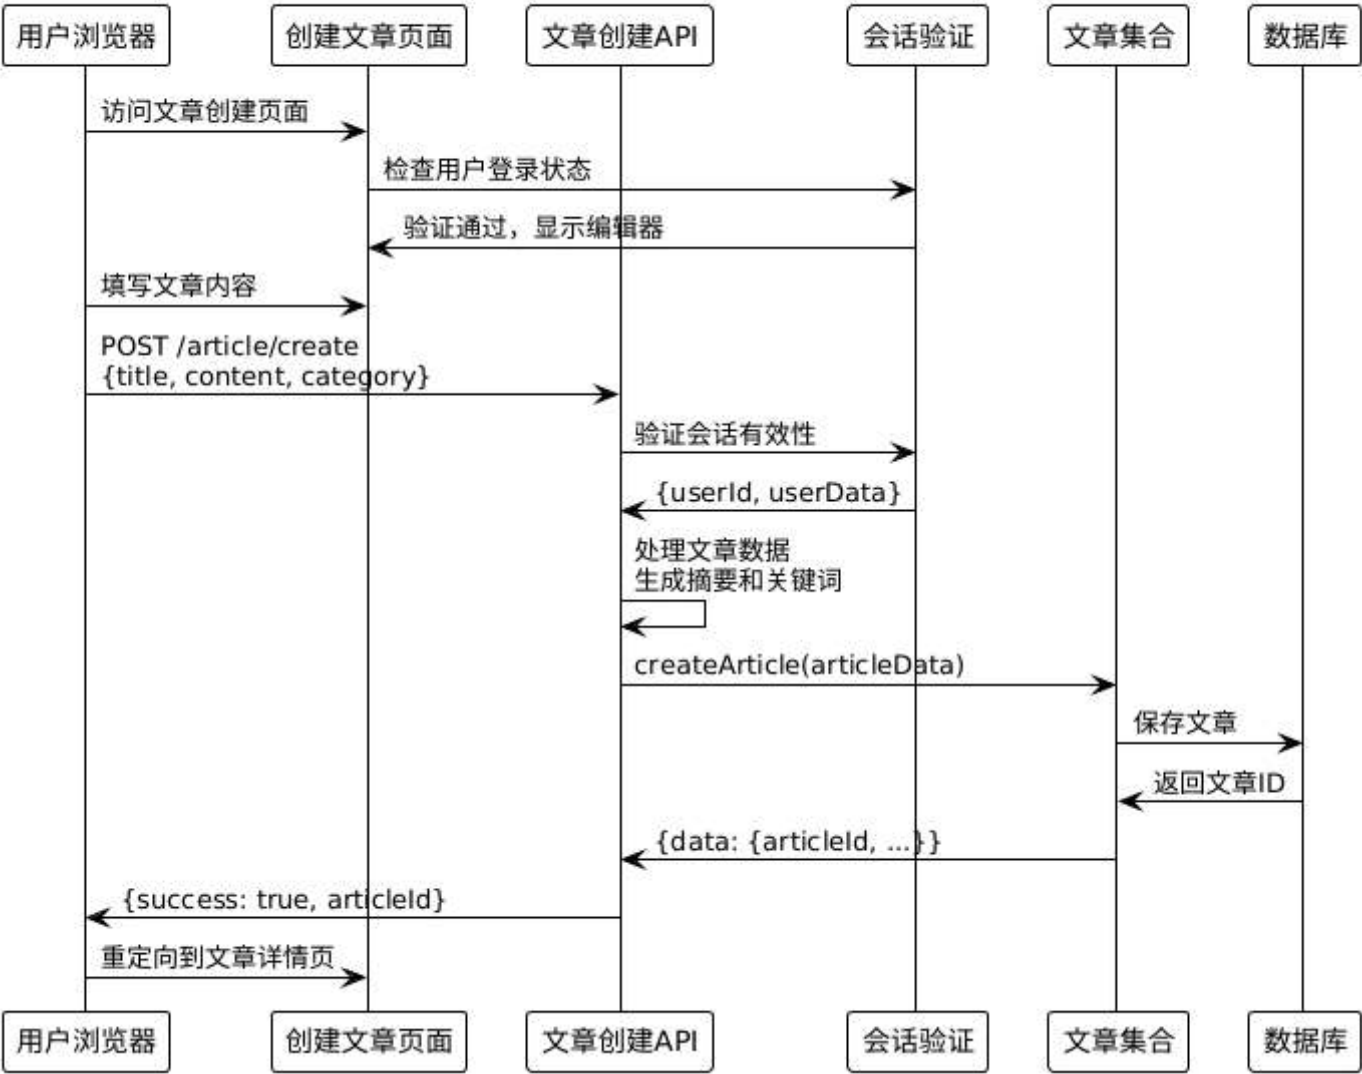 用户浏览器
创建文章页面
文章创建API
会话验证
文章集合
数据库
访问文章创建页面
检查用户登录状态
验证通过，显示编辑器
填写文章内容
POST /article/create
{title, content, category}
验证会话有效性
{userId, userData}
处理文章数据
生成摘要和关键词
createArticle(articleData)
保存文章
返回文章ID
{data: {articleId, ...}}
{success: true, articleId}
重定向到文章详情页
用户浏览器
创建文章页面
文章创建API
会话验证
文章集合
数据库